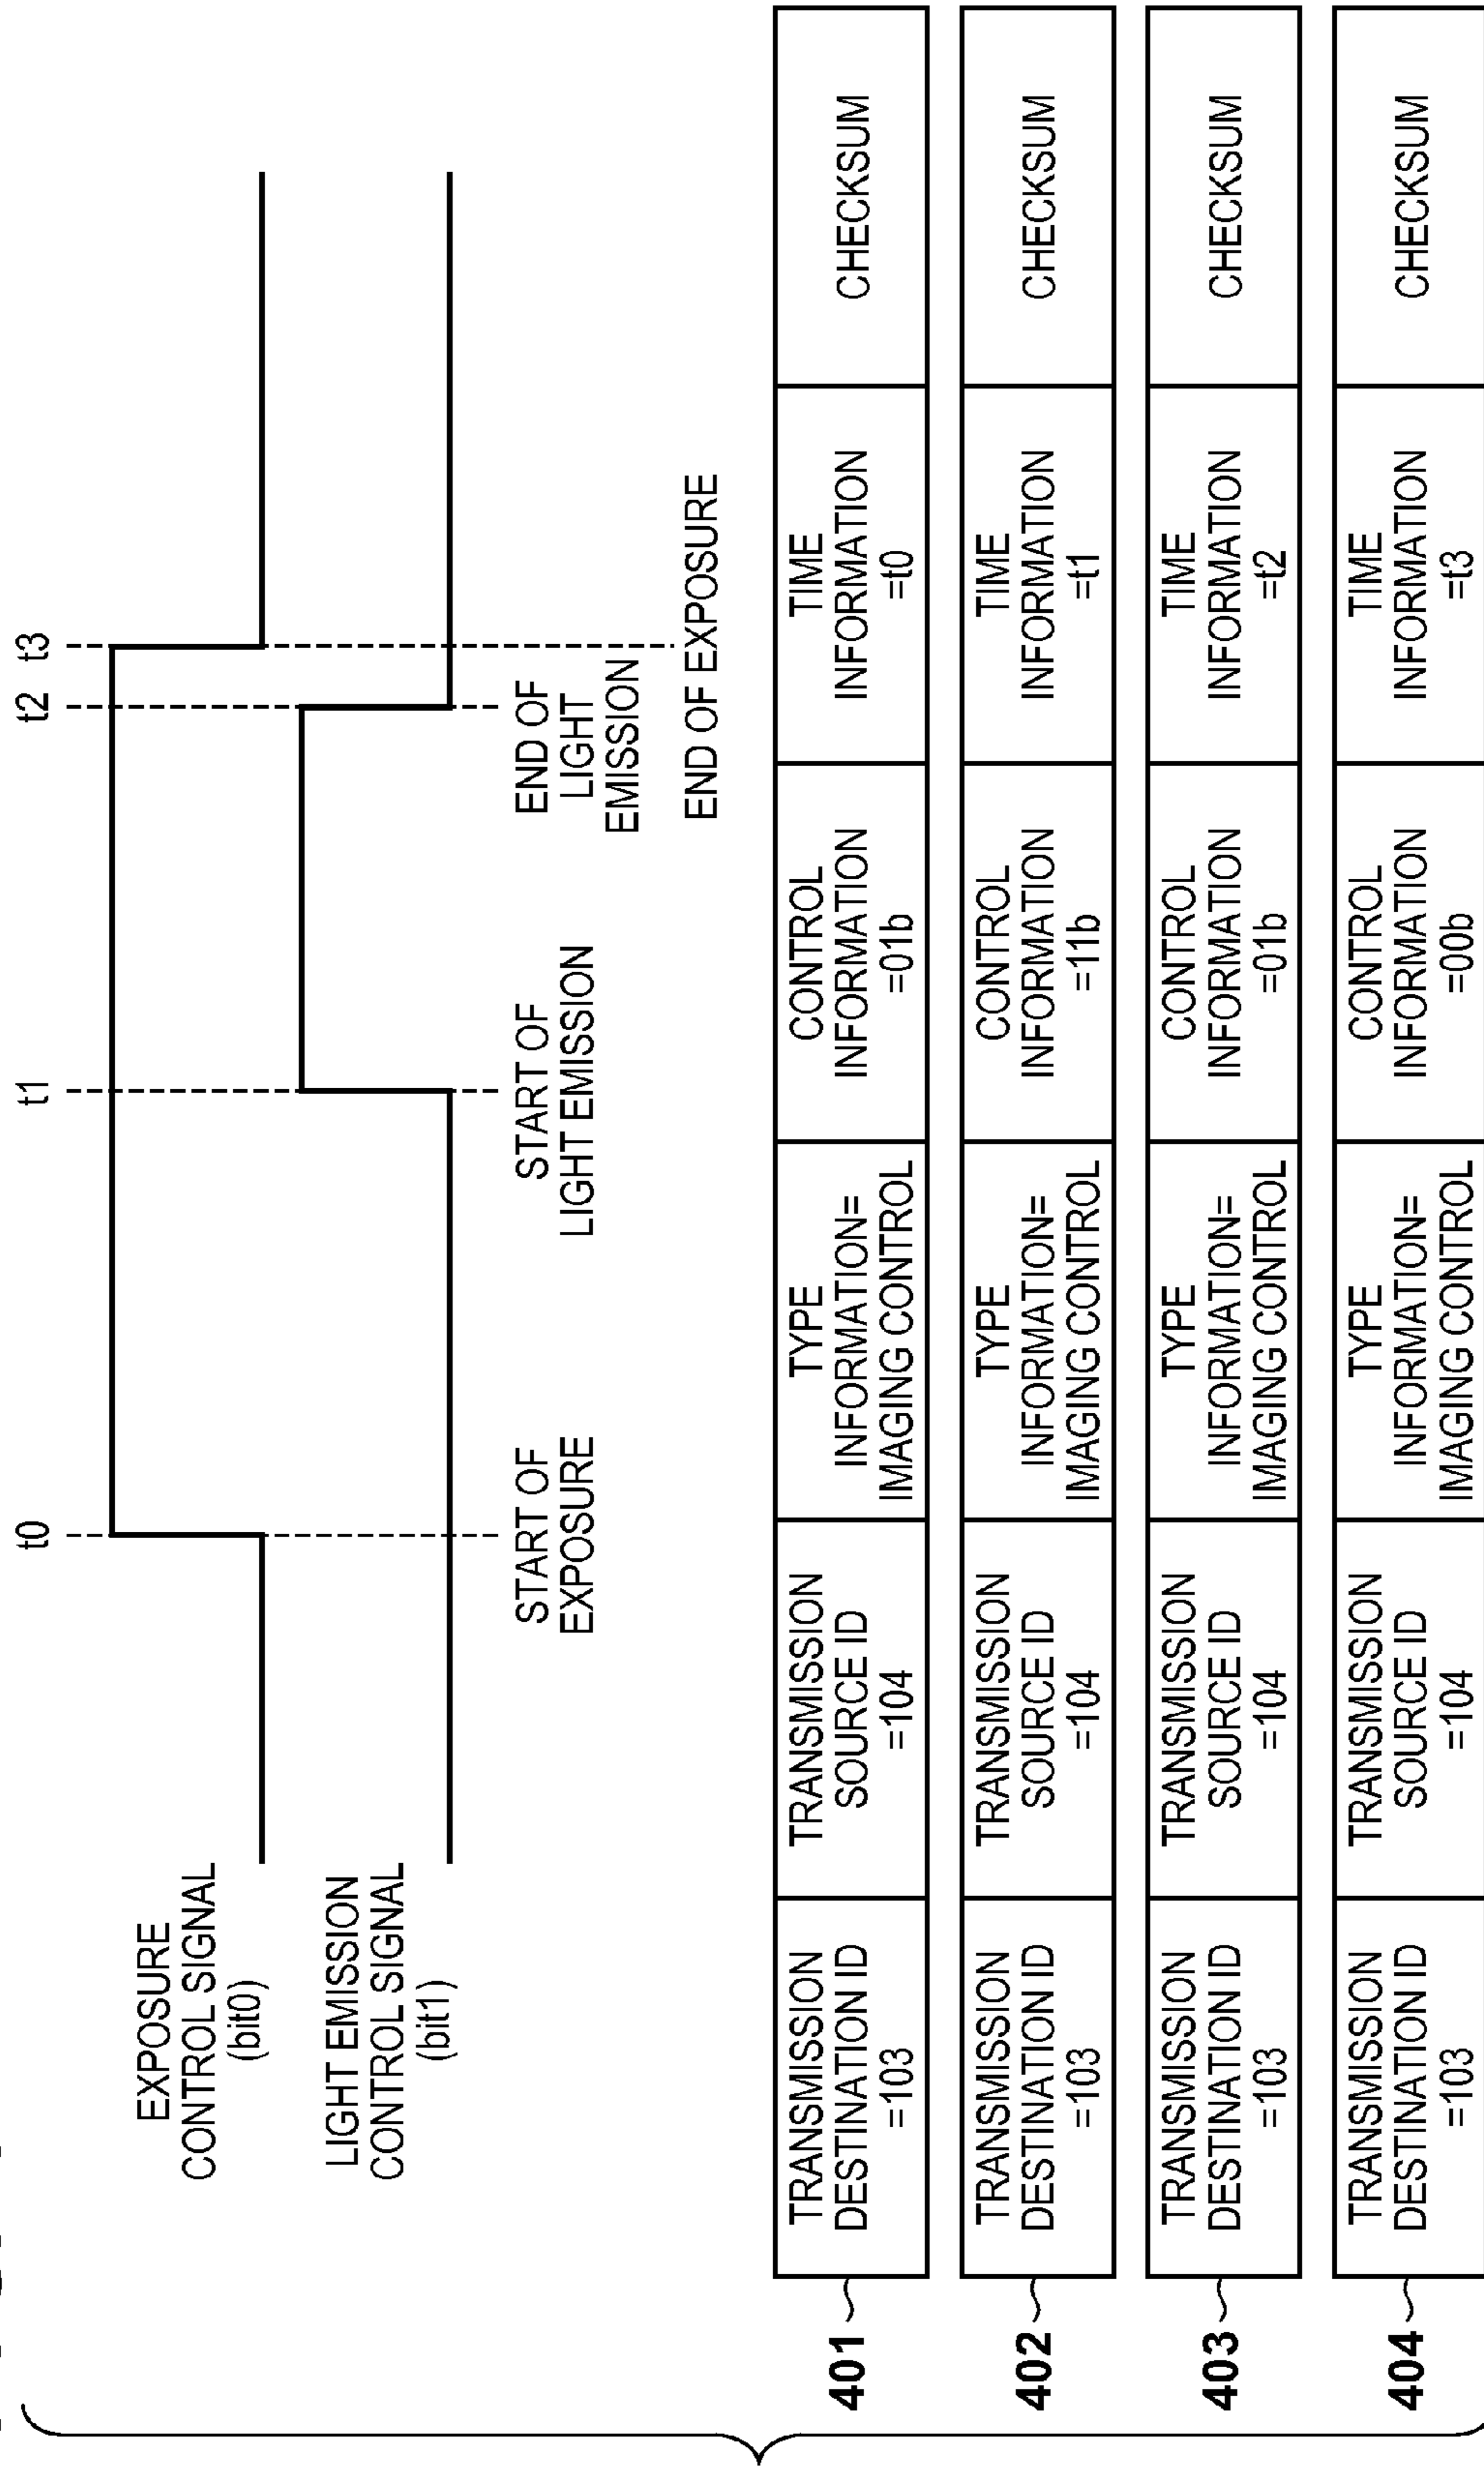 t0
t1
t2
t3
EXPOSURE
CONTROL SIGNAL
(bit0)
LIGHT EMISSION
CONTROL SIGNAL
(bit1)
START OF
EXPOSURE
START OF
LIGHT EMISSION
END OF
LIGHT
EMISSION
END OF EXPOSURE
401
TRANSMISSION
DESTINATION ID
=103
TRANSMISSION
SOURCE ID
=104
TYPE
INFORMATION=
IMAGING CONTROL
CONTROL
INFORMATION
=01b
TIME
INFORMATION
=t0
CHECKSUM
402
TRANSMISSION
DESTINATION ID
=103
TRANSMISSION
SOURCE ID
=104
TYPE
INFORMATION=
IMAGING CONTROL
CONTROL
INFORMATION
=11b
TIME
INFORMATION
=t1
CHECKSUM
403
TRANSMISSION
DESTINATION ID
=103
TRANSMISSION
SOURCE ID
=104
TYPE
INFORMATION=
IMAGING CONTROL
CONTROL
INFORMATION
=01b
TIME
INFORMATION
=t2
CHECKSUM
404
TRANSMISSION
DESTINATION ID
=103
TRANSMISSION
SOURCE ID
=104
TYPE
INFORMATION=
IMAGING CONTROL
CONTROL
INFORMATION
=00b
TIME
INFORMATION
=t3
CHECKSUM